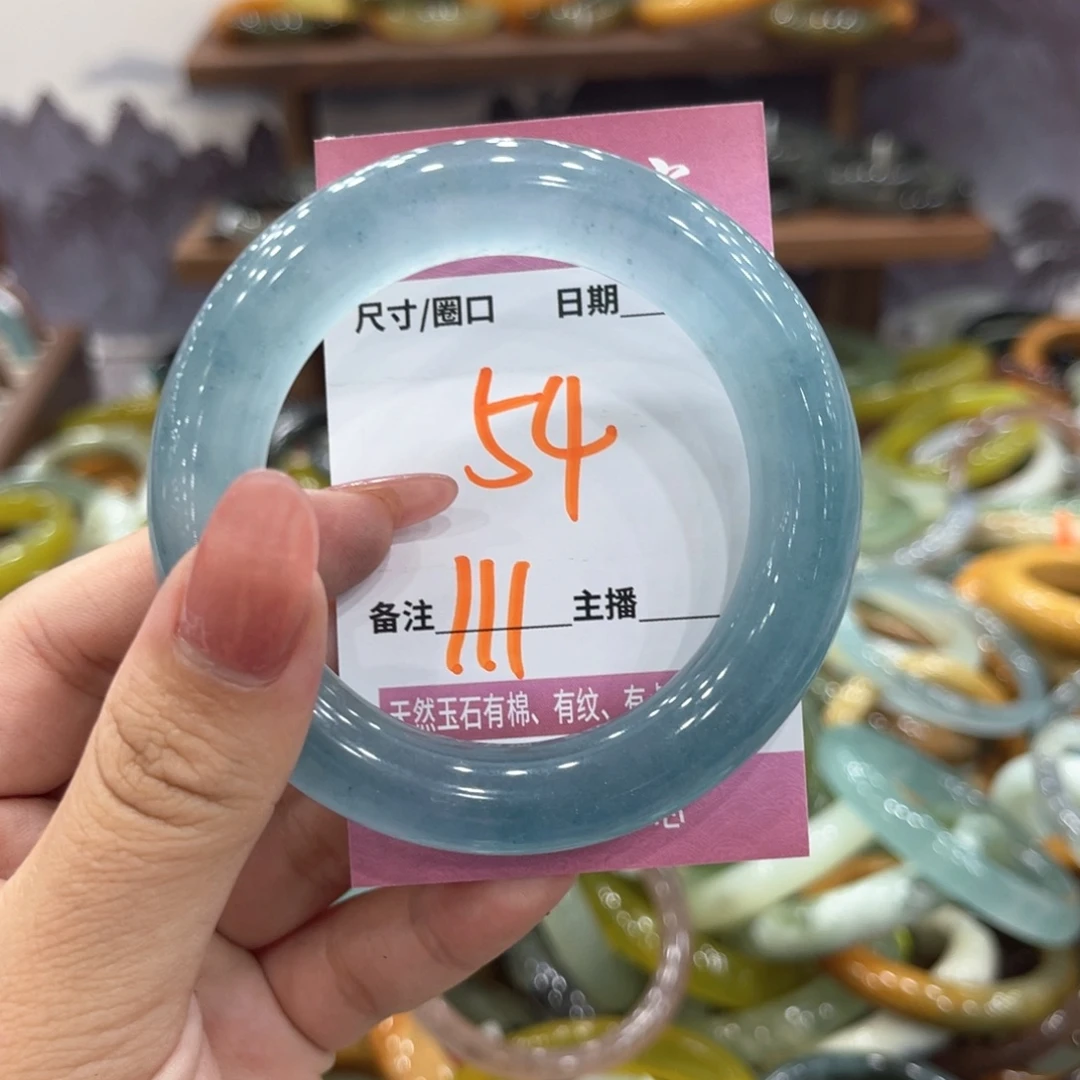 尺寸/圈口 日期
54
备注 111 主播
天然玉石有棉、有纹、有